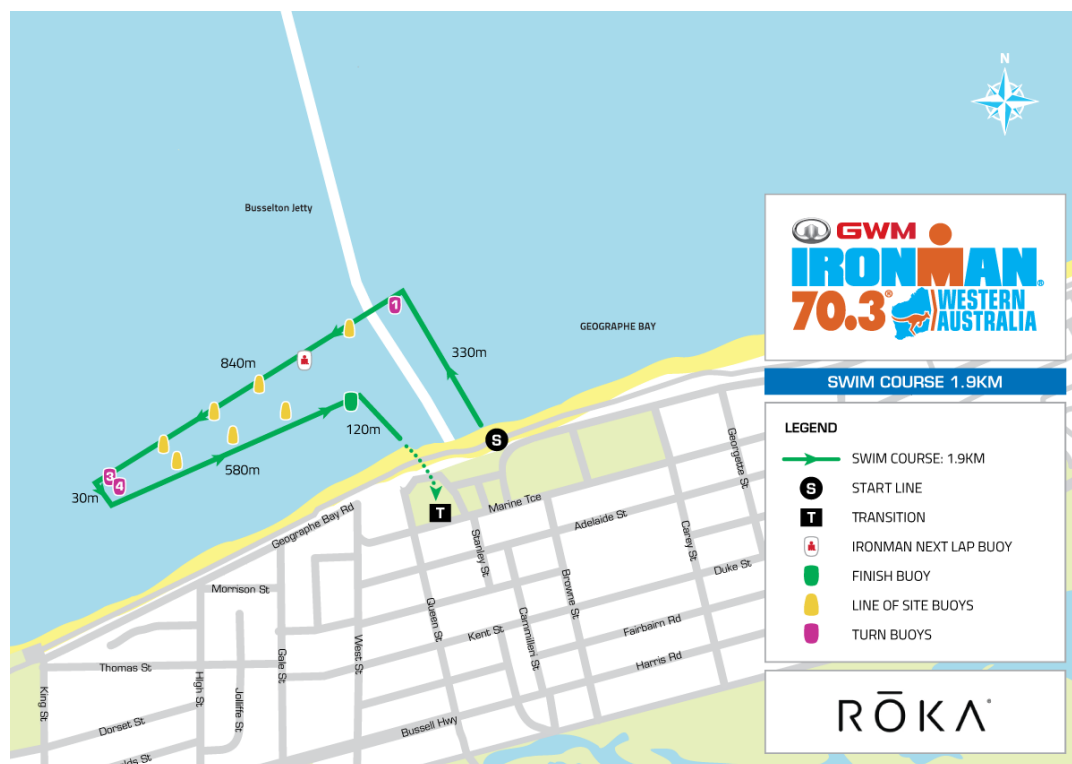 N
Busselton Jetty
GEOGRAPHE BAY
1
330m
840m
120m
580m
3
4
30m
S
T
Geographe Bay Rd
Marine Tce
Adelaide St
Georgette St
Carey St
Duke St
Stanley St
Queen St
Browne St
Cammilleri St
Kent St
Fairbairn Rd
Harris Rd
Bussell Hwy
Morrison St
Thomas St
West St
Gale St
High St
Jolliffe St
King St
Dorset St
GWM
IRONMAN®
70.3®
WESTERN
AUSTRALIA
SWIM COURSE 1.9KM
LEGEND
SWIM COURSE: 1.9KM
S START LINE
T TRANSITION
IRONMAN NEXT LAP BUOY
FINISH BUOY
LINE OF SITE BUOYS
TURN BUOYS
RŌKA